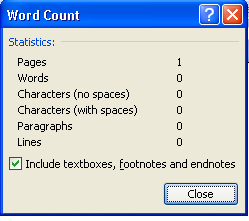 Word Count
?
X
Statistics:
Pages 1
Words 0
Characters (no spaces) 0
Characters (with spaces) 0
Paragraphs 0
Lines 0
Include textboxes, footnotes and endnotes
Close